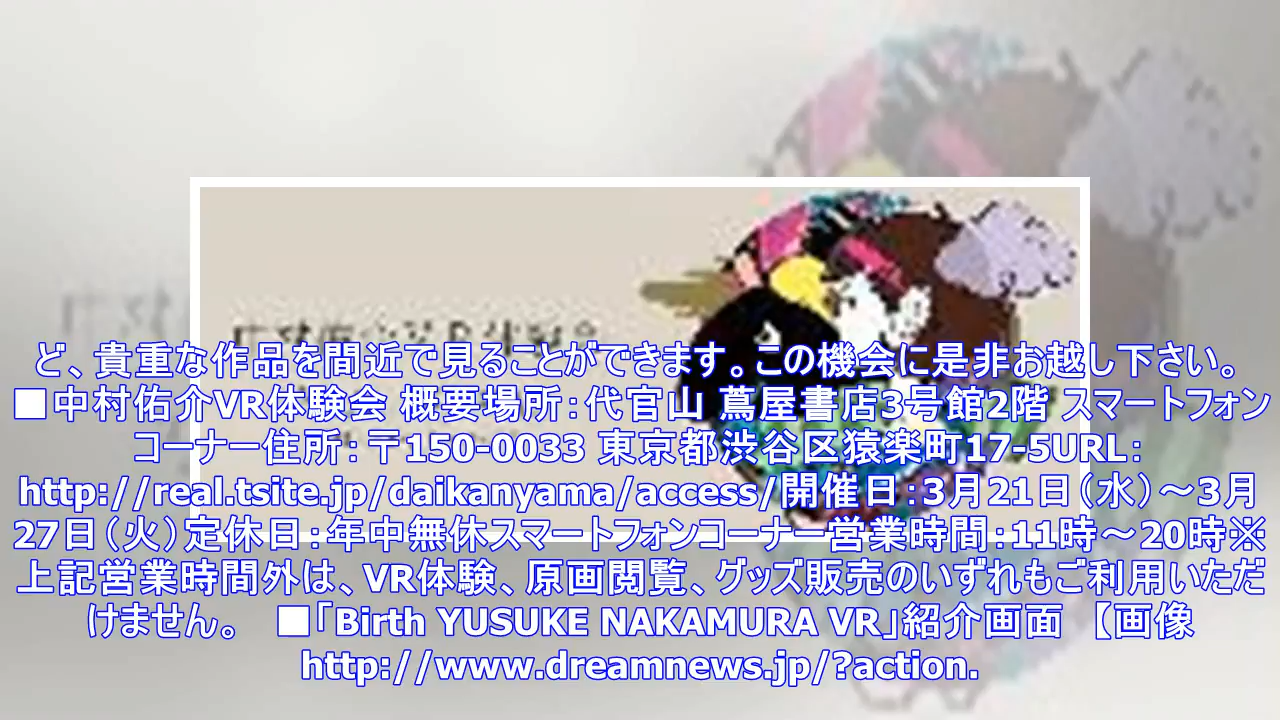 ど、貴重な作品を間近で見ることができます。この機会に是非お越し下さい。
■中村佑介VR体験会 概要場所：代官山 蔦屋書店3号館2階 スマートフォン
コーナー住所：〒150-0033 東京都渋谷区猿楽町17-5URL：
http://real.tsite.jp/daikanyama/access/開催日：3月21日（水）～3月
27日（火）定休日：年中無休スマートフォンコーナー営業時間：11時～20時※
上記営業時間外は、VR体験、原画閲覧、グッズ販売のいずれもご利用いただ
けません。 ■「Birth YUSUKE NAKAMURA VR」紹介画面 【画像
http://www.dreamnews.jp/?action.